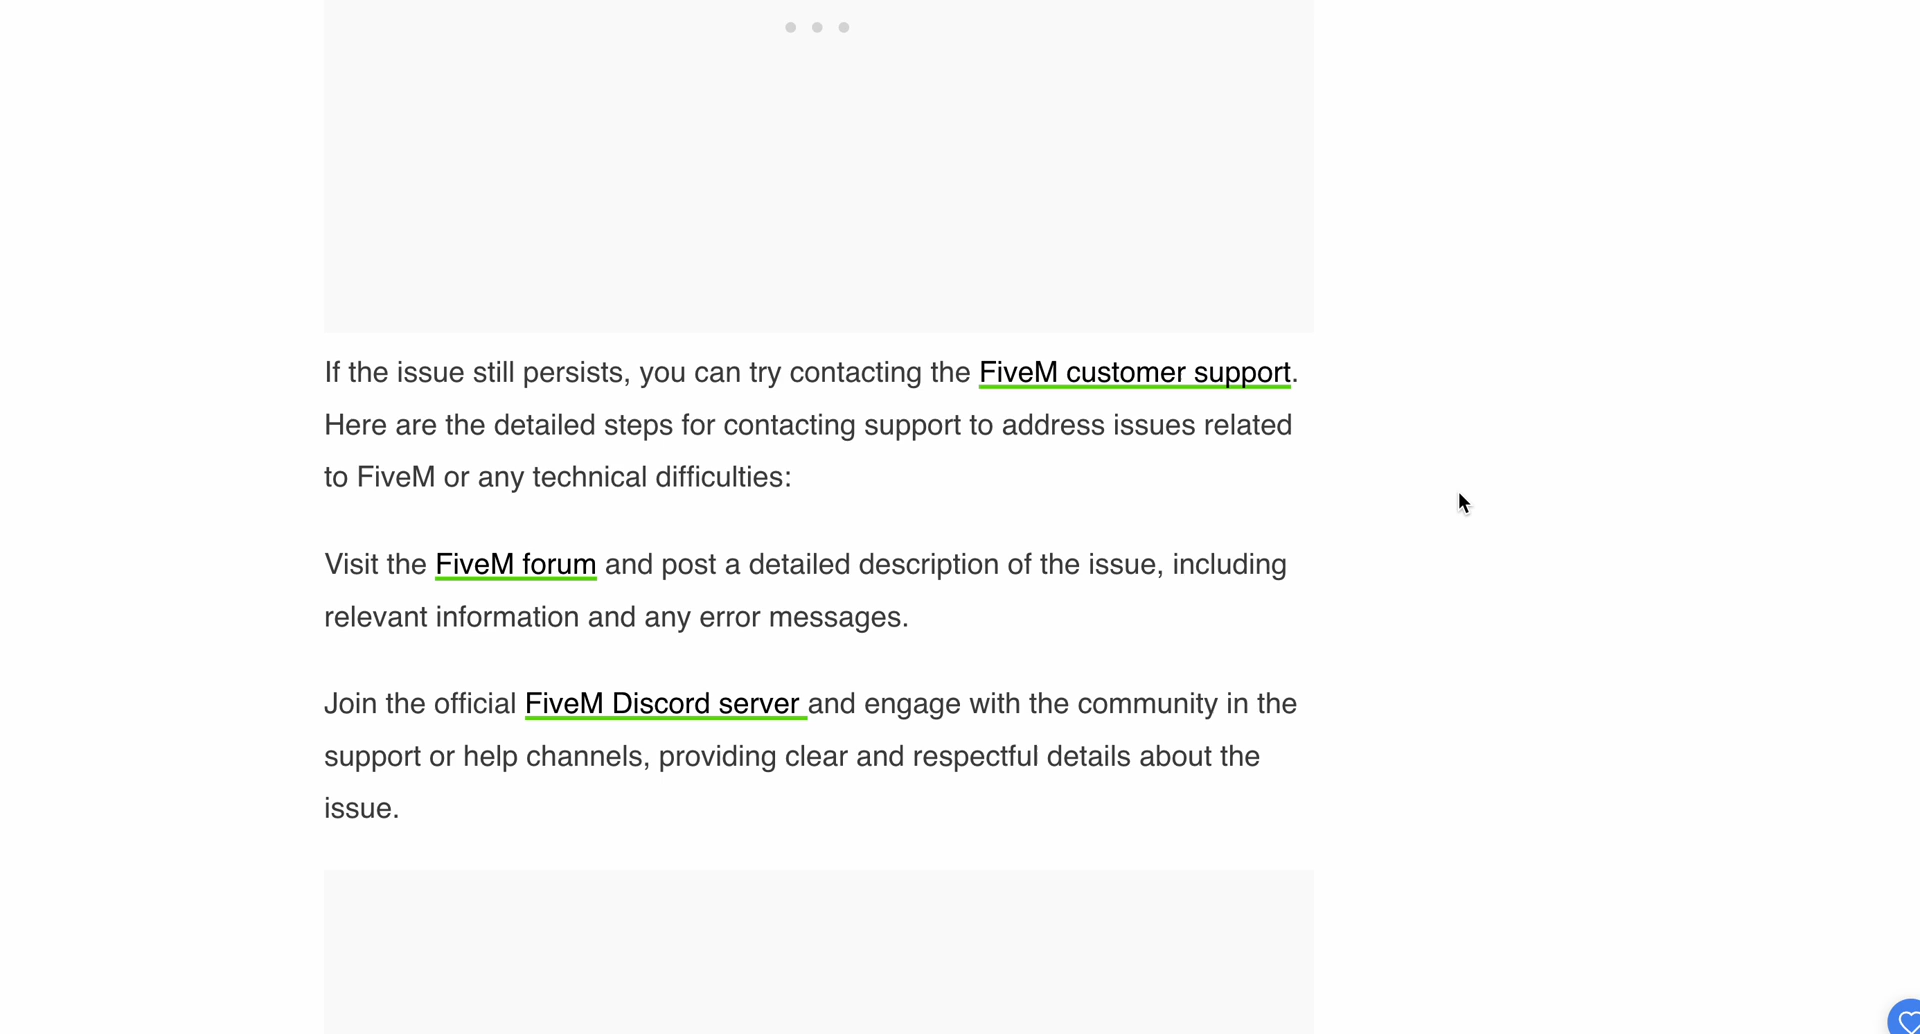 If the issue still persists, you can try contacting the FiveM customer support.
Here are the detailed steps for contacting support to address issues related
to FiveM or any technical difficulties:
Visit the FiveM forum and post a detailed description of the issue, including
relevant information and any error messages.
Join the official FiveM Discord server and engage with the community in the
support or help channels, providing clear and respectful details about the
issue.